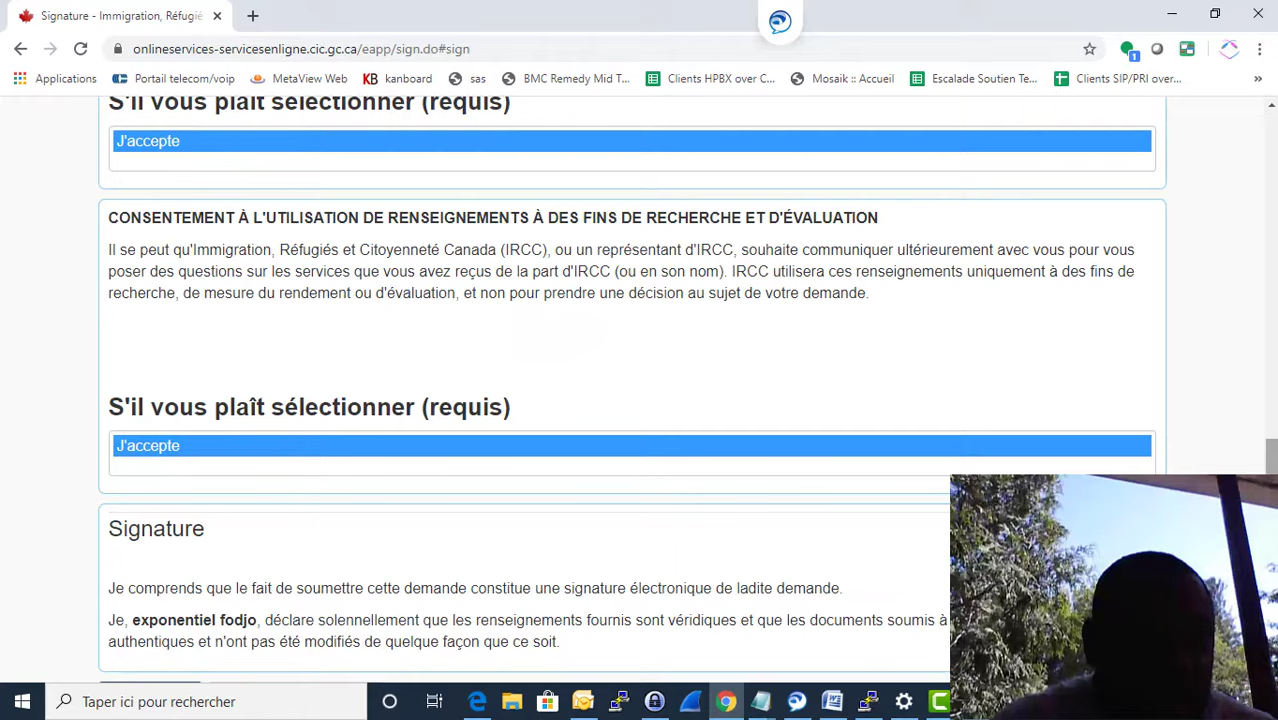 Signature - Immigration, Réfugié
onlineservices-servicesenligne.cic.gc.ca/eapp/sign.do#sign
1
Applications Portail telecom/voip MetaView Web KB kanboard sas BMC Remedy Mid T... Clients HPBX over C... Mosaik :: Accueil Escalade Soutien Te... Clients SIP/PRI over... »
S'il vous plaît sélectionner (requis)
J'accepte
CONSENTEMENT À L'UTILISATION DE RENSEIGNEMENTS À DES FINS DE RECHERCHE ET D'ÉVALUATION
Il se peut qu'Immigration, Réfugiés et Citoyenneté Canada (IRCC), ou un représentant d'IRCC, souhaite communiquer ultérieurement avec vous pour vous
poser des questions sur les services que vous avez reçus de la part d'IRCC (ou en son nom). IRCC utilisera ces renseignements uniquement à des fins de
recherche, de mesure du rendement ou d'évaluation, et non pour prendre une décision au sujet de votre demande.
S'il vous plaît sélectionner (requis)
J'accepte
Signature
Je comprends que le fait de soumettre cette demande constitue une signature électronique de ladite demande.
Je, exponentiel fodjo, déclare solennellement que les renseignements fournis sont véridiques et que les documents soumis à
authentiques et n'ont pas été modifiés de quelque façon que ce soit.
Taper ici pour rechercher